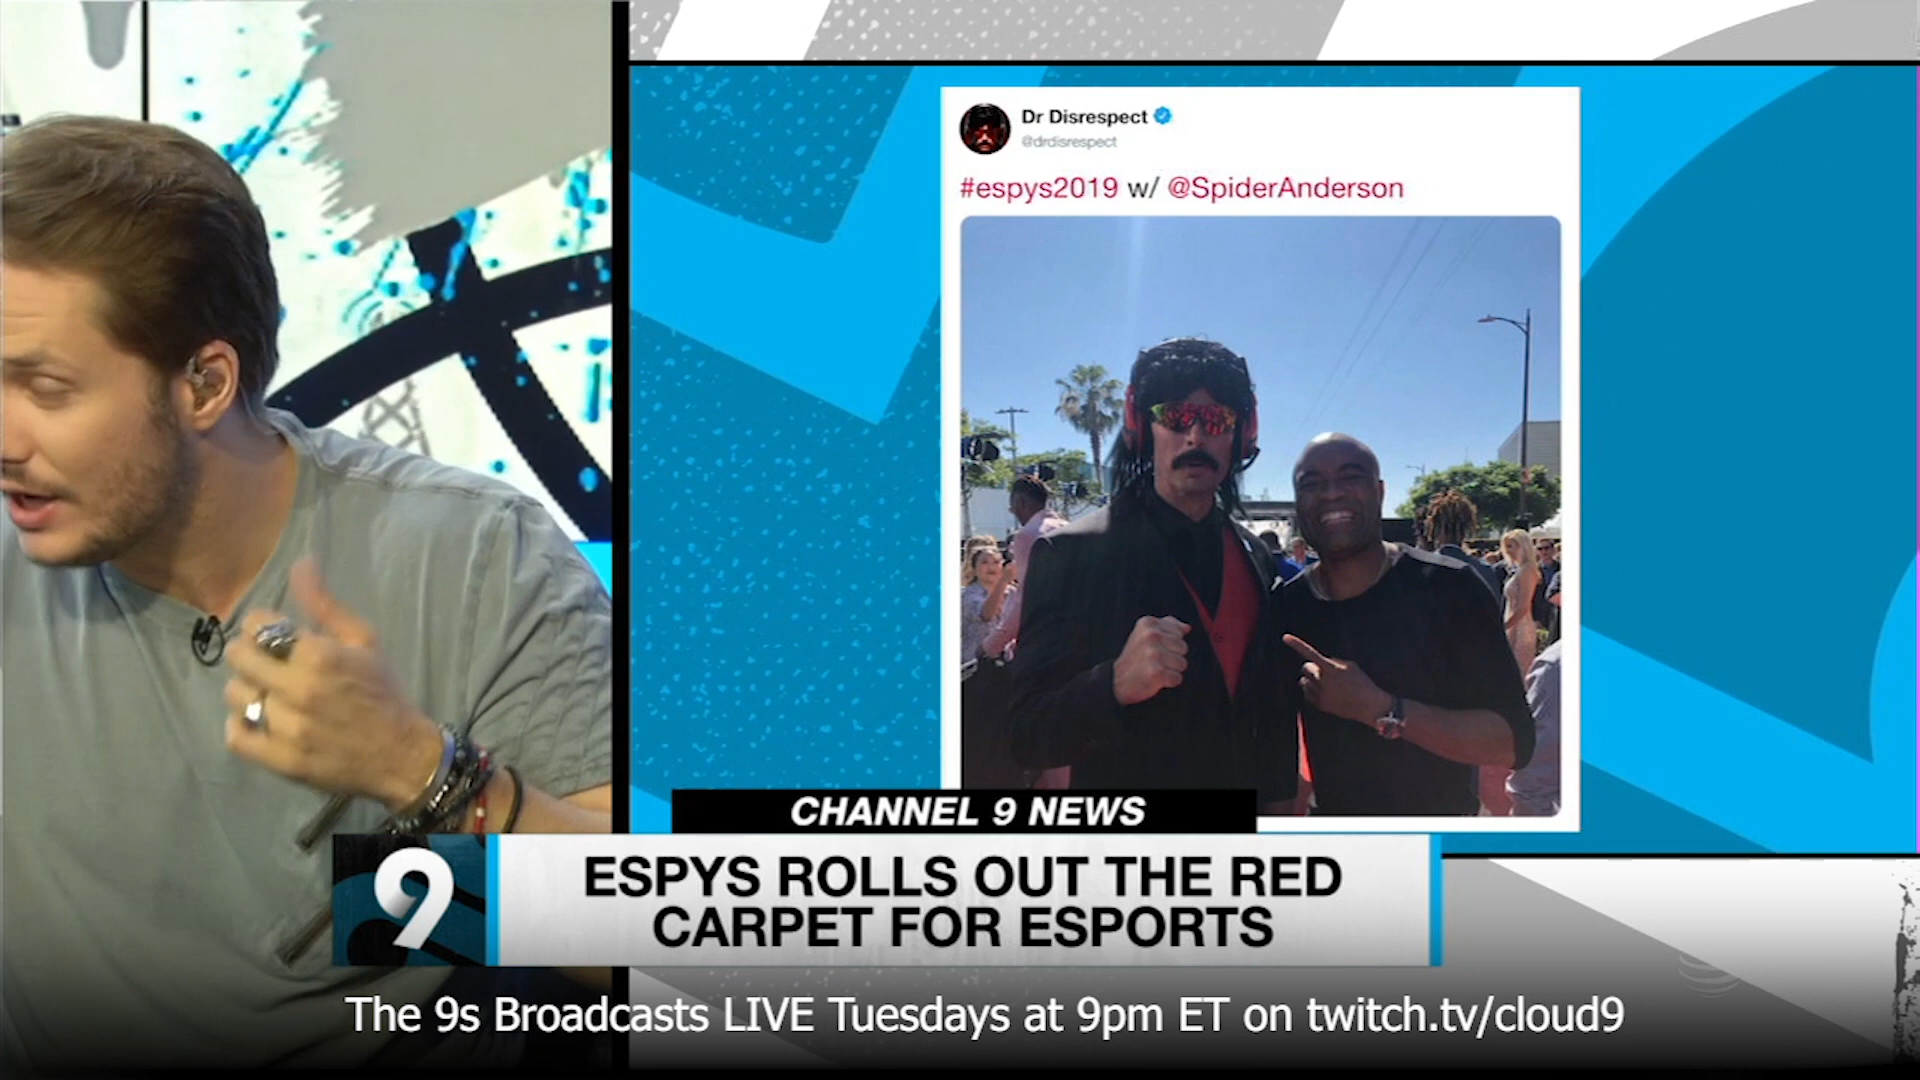 Dr Disrespect
@drdisrespect
#espys2019 w/ @SpiderAnderson
CHANNEL 9 NEWS
9
ESPYS ROLLS OUT THE RED
CARPET FOR ESPORTS
The 9s Broadcasts LIVE Tuesdays at 9pm ET on twitch.tv/cloud9